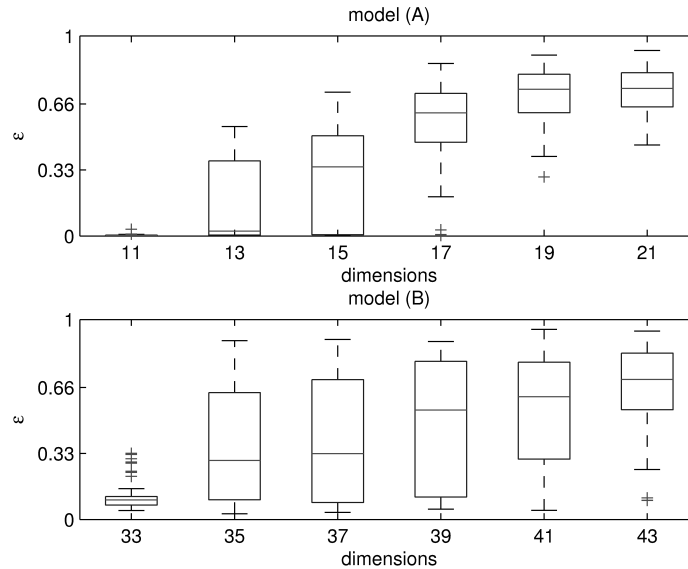 model (A)
1
0.66
0.33
0
ε
11 13 15 17 19 21
dimensions
model (B)
1
0.66
0.33
0
ε
33 35 37 39 41 43
dimensions